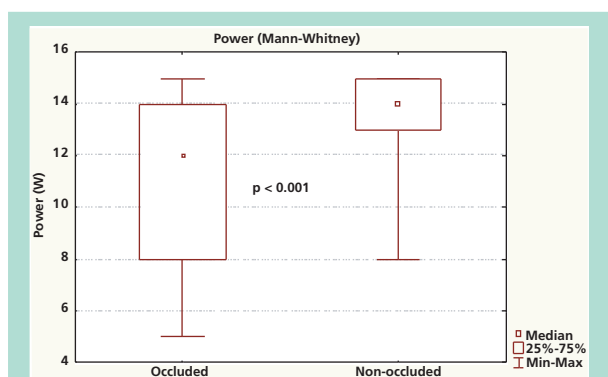 Power (Mann-Whitney)
16
14
12
10
8
6
4
Power (W)
p < 0.001
Occluded
Non-occluded
Median
25%-75%
Min-Max